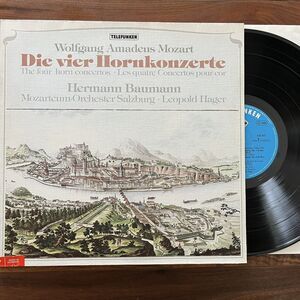 TELEFUNKEN
Wolfgang Amadeus Mozart
Die vier Hornkonzerte
The four horn concertos · Les quatre Concertos pour cor
Hermann Baumann
Mozarteum-Orchester Salzburg · Leopold Hager